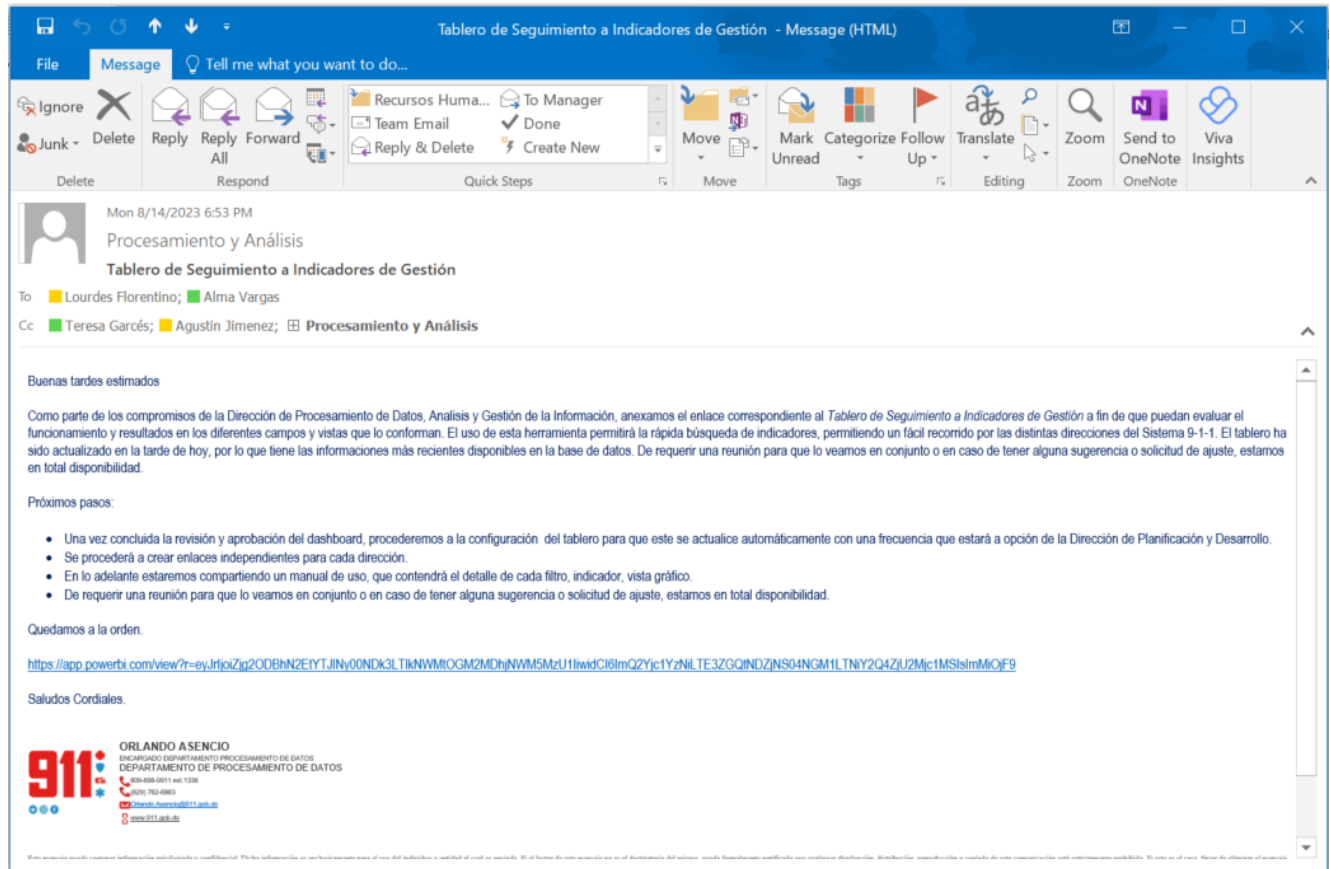 Tablero de Seguimiento a Indicadores de Gestión - Message (HTML)
File Message Tell me what you want to do...
Ignore
Junk
Delete
Reply
Reply All
Forward
Recursos Huma...
To Manager
Team Email
Done
Reply & Delete
Create New
Move
Mark Unread
Categorize
Follow Up
Translate
Zoom
Send to OneNote
Viva Insights
Delete Respond Quick Steps Move Tags Editing Zoom OneNote
Mon 8/14/2023 6:53 PM
Procesamiento y Análisis
Tablero de Seguimiento a Indicadores de Gestión
To Lourdes Florentino; Alma Vargas
Cc Teresa Garcés; Agustin Jimenez; Procesamiento y Análisis
Buenas tardes estimados
Como parte de los compromisos de la Dirección de Procesamiento de Datos, Analisis y Gestión de la Información, anexamos el enlace correspondiente al Tablero de Seguimiento a Indicadores de Gestión a fin de que puedan evaluar el
funcionamiento y resultados en los diferentes campos y vistas que lo conforman. El uso de esta herramienta permitirá la rápida búsqueda de indicadores, permitiendo un fácil recorrido por las distintas direcciones del Sistema 9-1-1. El tablero ha
sido actualizado en la tarde de hoy, por lo que tiene las informaciones más recientes disponibles en la base de datos. De requerir una reunión para que lo veamos en conjunto o en caso de tener alguna sugerencia o solicitud de ajuste, estamos
en total disponibilidad.
Próximos pasos:
• Una vez concluida la revisión y aprobación del dashboard, procederemos a la configuración del tablero para que este se actualice automáticamente con una frecuencia que estará a opción de la Dirección de Planificación y Desarrollo.
• Se procederá a crear enlaces independientes para cada dirección.
• En lo adelante estaremos compartiendo un manual de uso, que contendrá el detalle de cada filtro, indicador, vista gráfico.
• De requerir una reunión para que lo veamos en conjunto o en caso de tener alguna sugerencia o solicitud de ajuste, estamos en total disponibilidad.
Quedamos a la orden.
https://app.powerbi.com/view?r=
Saludos Cordiales.
911
ORLANDO ASENCIO
ENCARGADO DEPARTAMENTO PROCESAMIENTO DE DATOS
DEPARTAMENTO DE PROCESAMIENTO DE DATOS
Orlando.Asencio@911.gob.do
www.911.gob.do